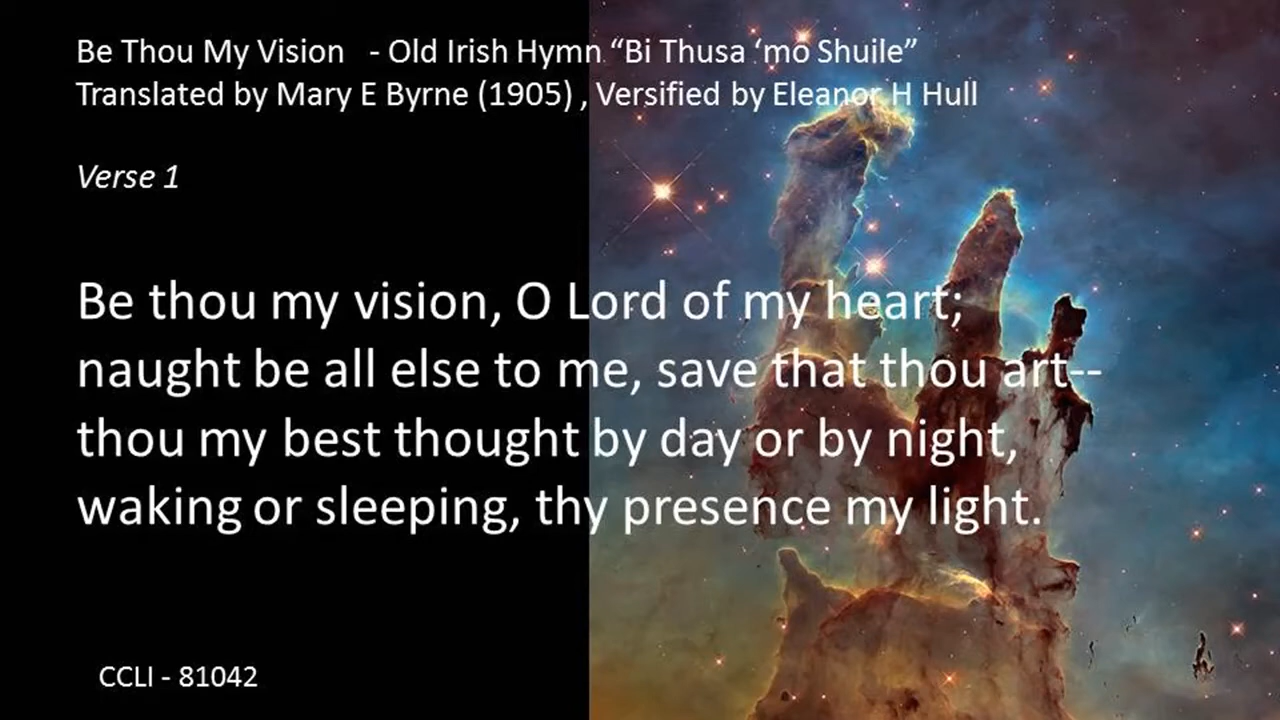 Be Thou My Vision - Old Irish Hymn “Bi Thusa ‘mo Shuile”
Translated by Mary E Byrne (1905) , Versified by Eleanor H Hull
Verse 1
Be thou my vision, O Lord of my heart;
naught be all else to me, save that thou art--
thou my best thought by day or by night,
waking or sleeping, thy presence my light.
CCLI - 81042